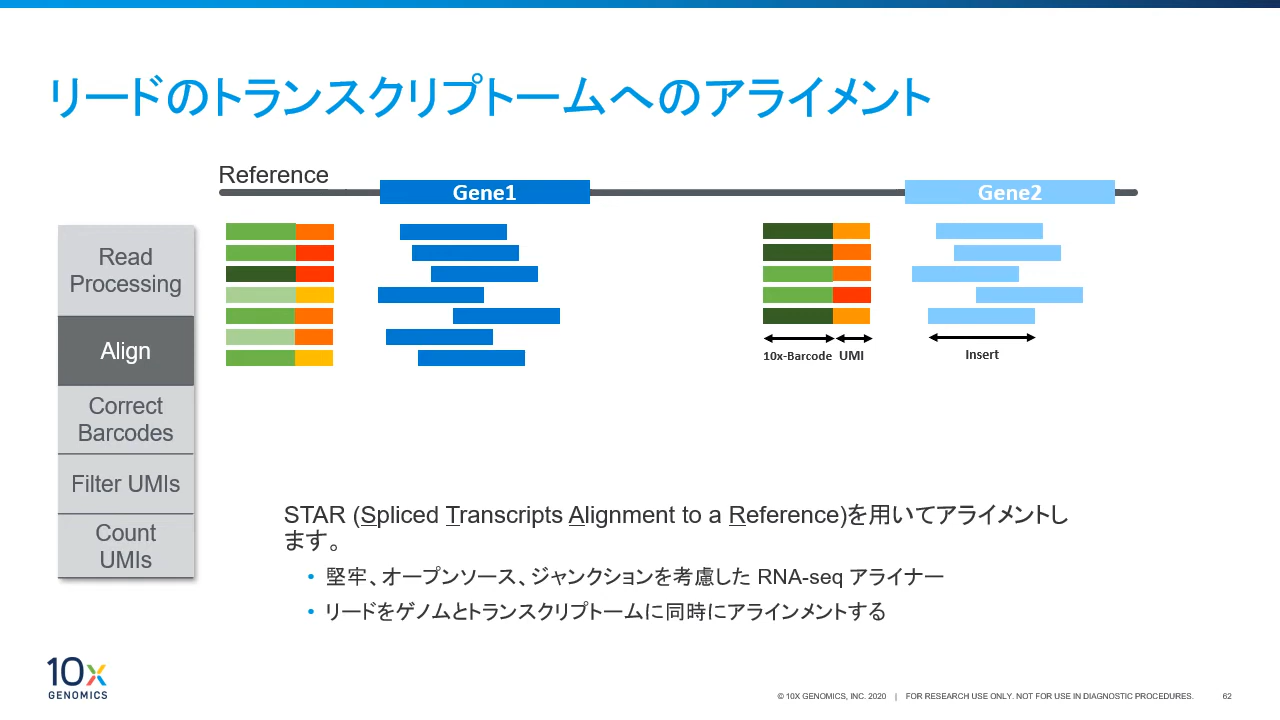 リードのトランスクリプトームへのアライメント
Reference
Gene1
Gene2
Read
Processing
Align
Correct
Barcodes
Filter UMIs
Count
UMIs
10x-Barcode
UMI
Insert
STAR (Spliced Transcripts Alignment to a Reference)を用いてアライメントし
ます。
• 堅牢、オープンソース、ジャンクションを考慮した RNA-seq アライナー
• リードをゲノムとトランスクリプトームに同時にアラインメントする
10x
GENOMICS
© 10X GENOMICS, INC. 2020 | FOR RESEARCH USE ONLY. NOT FOR USE IN DIAGNOSTIC PROCEDURES.
62